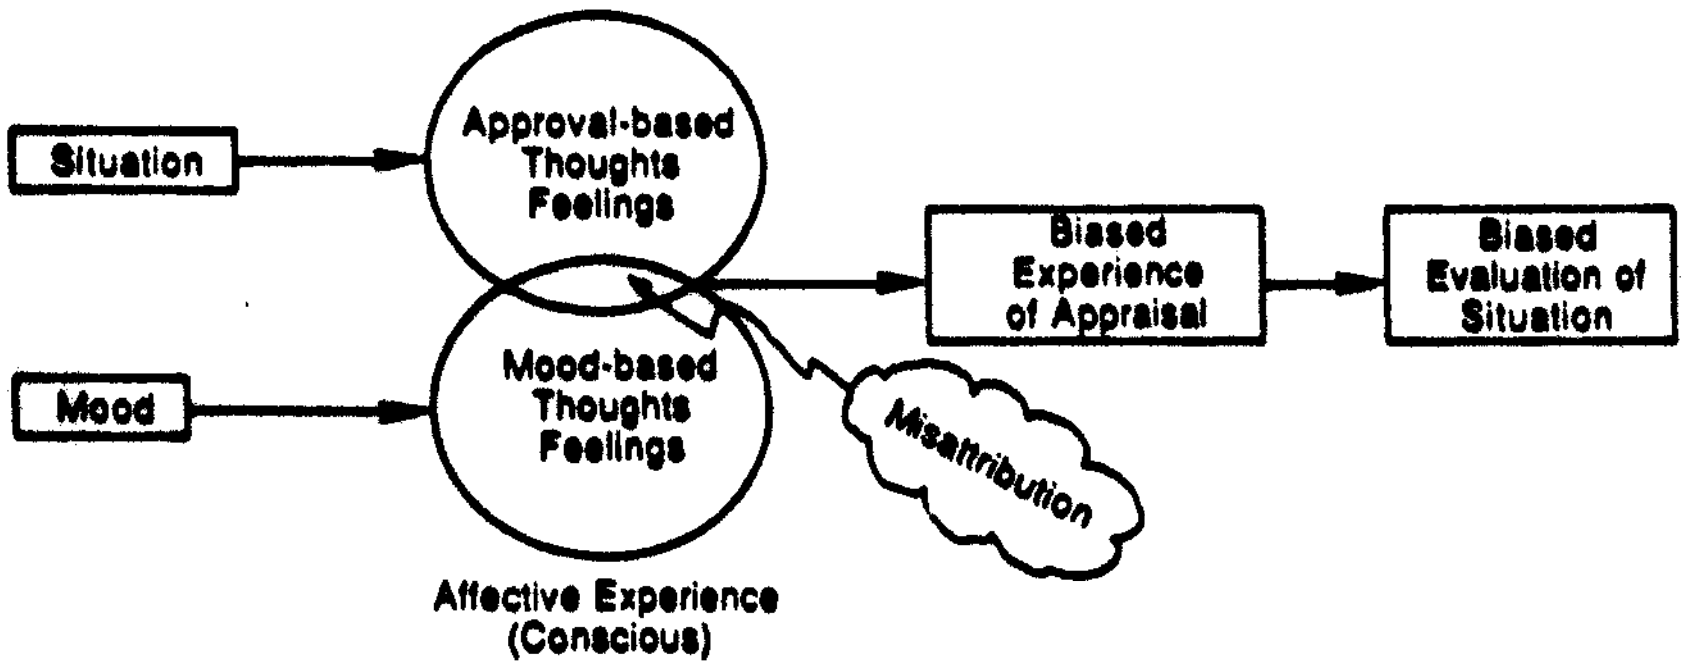 Situation
Approval-based
Thoughts
Feelings
Mood
Mood-based
Thoughts
Feelings
Affective Experience
(Conscious)
Misattribution
Biased
Experience
of Appraisal
Biased
Evaluation of
Situation